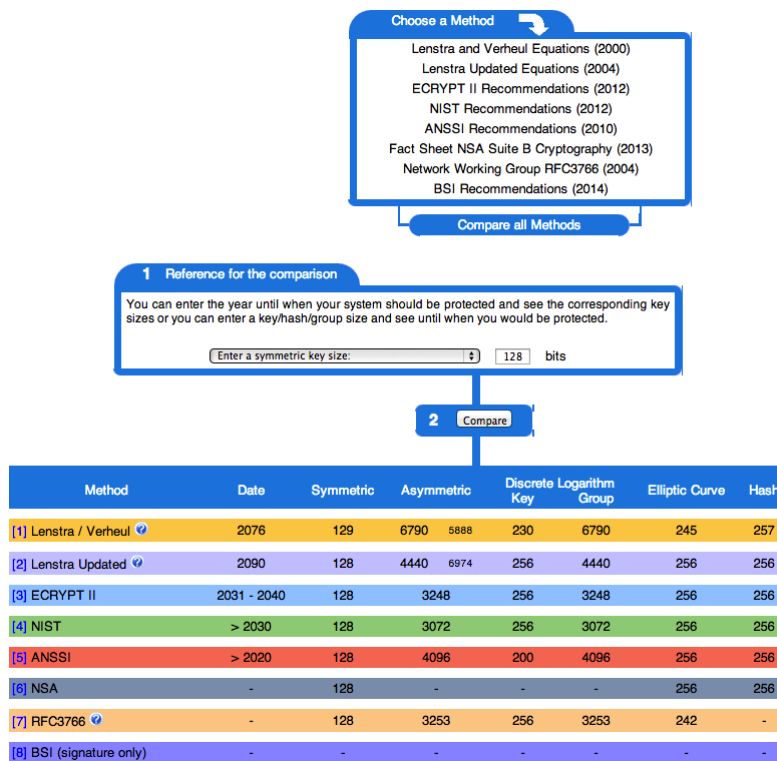 Choose a Method
Lenstra and Verheul Equations (2000)
Lenstra Updated Equations (2004)
ECRYPT II Recommendations (2012)
NIST Recommendations (2012)
ANSSI Recommendations (2010)
Fact Sheet NSA Suite B Cryptography (2013)
Network Working Group RFC3766 (2004)
BSI Recommendations (2014)
Compare all Methods
1 Reference for the comparison
You can enter the year until when your system should be protected and see the corresponding key
sizes or you can enter a key/hash/group size and see until when you would be protected.
Enter a symmetric key size: 128 bits
2 Compare
Method Date Symmetric Asymmetric Discrete Logarithm Key Group Elliptic Curve Hash
[1] Lenstra / Verheul ? 2076 129 6790 5888 230 6790 245 257
[2] Lenstra Updated ? 2090 128 4440 6974 256 4440 256 256
[3] ECRYPT II 2031 - 2040 128 3248 256 3248 256 256
[4] NIST > 2030 128 3072 256 3072 256 256
[5] ANSSI > 2020 128 4096 200 4096 256 256
[6] NSA - 128 - - - 256 256
[7] RFC3766 ? - 128 3253 256 3253 242 -
[8] BSI (signature only) - - - - - - -